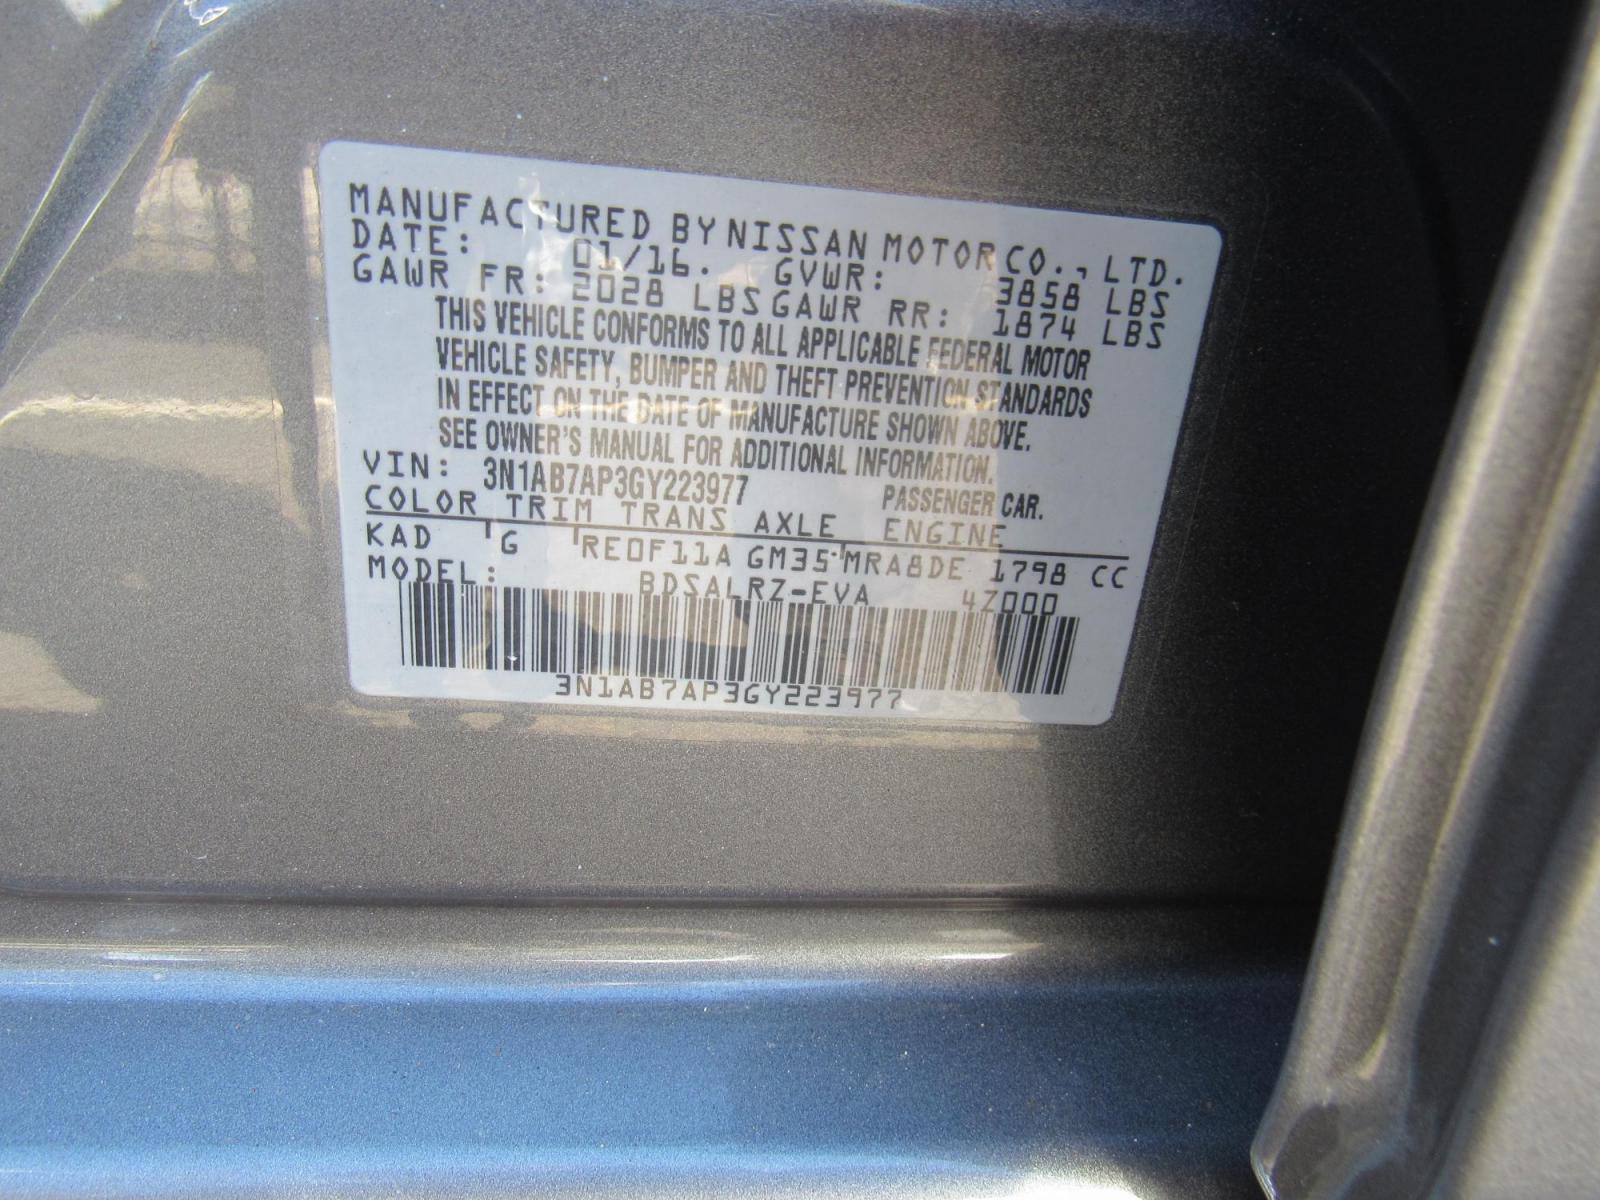 MANUFACTURED BY NISSAN MOTOR CO., LTD.
DATE: 01/16. GVWR: 3858 LBS
GAWR FR: 2028 LBS GAWR RR: 1874 LBS
THIS VEHICLE CONFORMS TO ALL APPLICABLE FEDERAL MOTOR
VEHICLE SAFETY, BUMPER AND THEFT PREVENTION STANDARDS
IN EFFECT ON THE DATE OF MANUFACTURE SHOWN ABOVE.
SEE OWNER'S MANUAL FOR ADDITIONAL INFORMATION.
VIN: 3N1AB7AP3GY223977 PASSENGER CAR.
COLOR TRIM TRANS AXLE ENGINE
KAD G RE0F11A GM35 MRA8DE 1798 CC
MODEL: BDSALRZ-EVA 4Z000
3N1AB7AP3GY223977